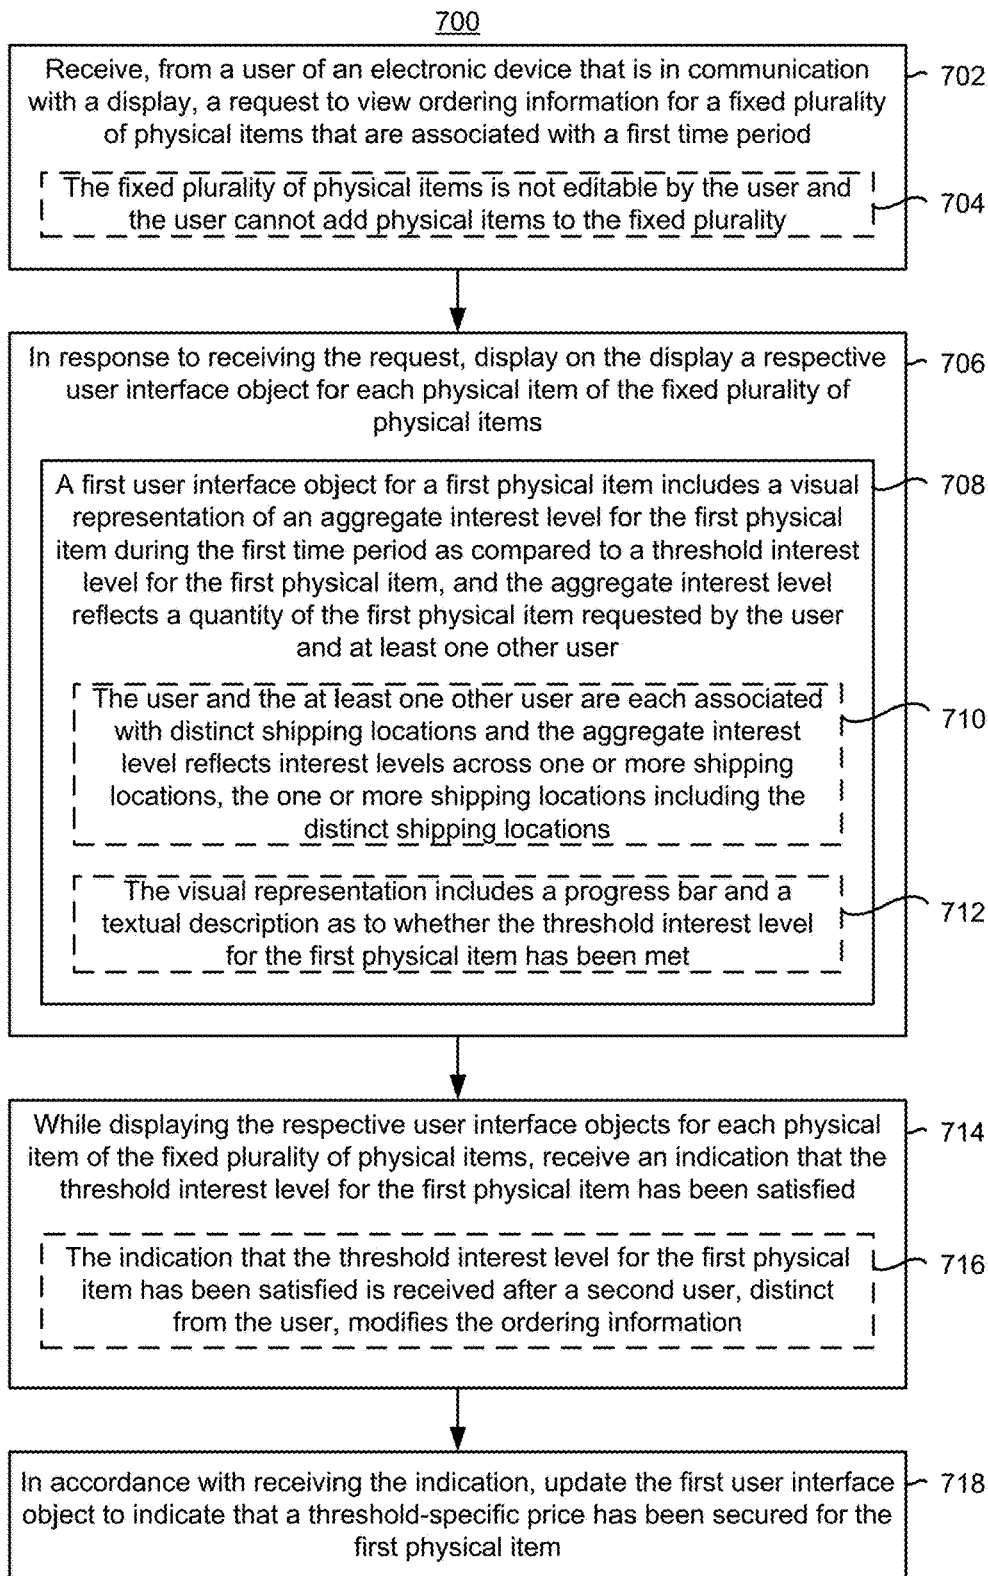 700
Receive, from a user of an electronic device that is in communication
with a display, a request to view ordering information for a fixed plurality
of physical items that are associated with a first time period
702
The fixed plurality of physical items is not editable by the user and
the user cannot add physical items to the fixed plurality
704
In response to receiving the request, display on the display a respective
user interface object for each physical item of the fixed plurality of
physical items
706
A first user interface object for a first physical item includes a visual
representation of an aggregate interest level for the first physical
item during the first time period as compared to a threshold interest
level for the first physical item, and the aggregate interest level
reflects a quantity of the first physical item requested by the user
and at least one other user
708
The user and the at least one other user are each associated
with distinct shipping locations and the aggregate interest
level reflects interest levels across one or more shipping
locations, the one or more shipping locations including the
distinct shipping locations
710
The visual representation includes a progress bar and a
textual description as to whether the threshold interest level
for the first physical item has been met
712
While displaying the respective user interface objects for each physical
item of the fixed plurality of physical items, receive an indication that the
threshold interest level for the first physical item has been satisfied
714
The indication that the threshold interest level for the first physical
item has been satisfied is received after a second user, distinct
from the user, modifies the ordering information
716
In accordance with receiving the indication, update the first user interface
object to indicate that a threshold-specific price has been secured for the
first physical item
718